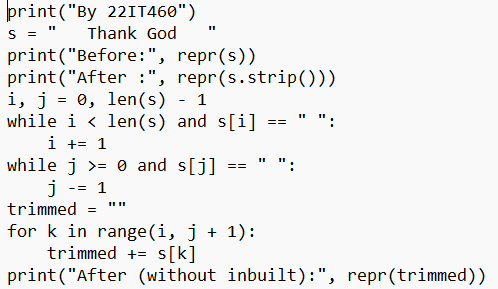 print("By 22IT460")
s = "   Thank God   "
print("Before:", repr(s))
print("After :", repr(s.strip()))
i, j = 0, len(s) - 1
while i < len(s) and s[i] == " ":
    i += 1
while j >= 0 and s[j] == " ":
    j -= 1
trimmed = ""
for k in range(i, j + 1):
    trimmed += s[k]
print("After (without inbuilt):", repr(trimmed))